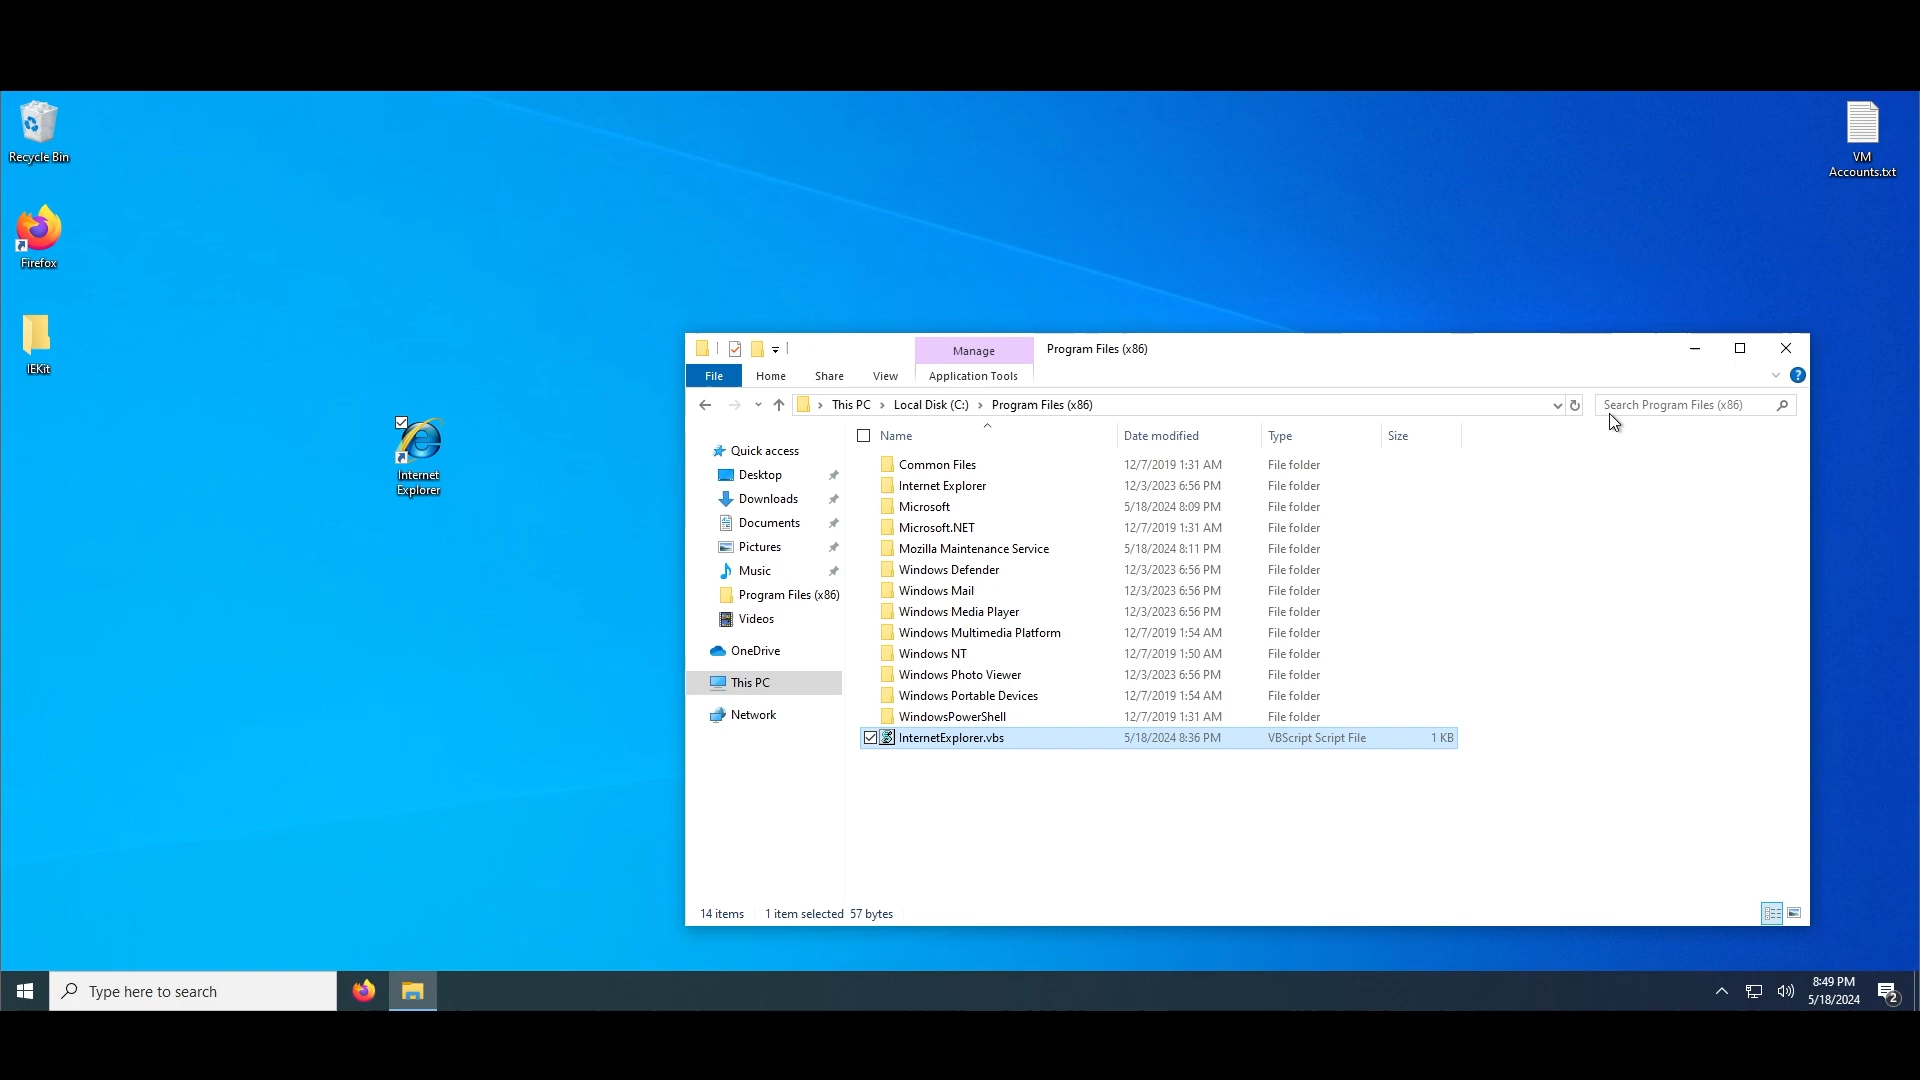 Recycle Bin
Firefox
IEKit
Internet
Explorer
VM
Accounts.txt
Manage
Program Files (x86)
File
Home
Share
View
Application Tools
This PC
Local Disk (C:)
Program Files (x86)
Search Program Files (x86)
Quick access
Desktop
Downloads
Documents
Pictures
Music
Program Files (x86)
Videos
OneDrive
This PC
Network
Name Date modified Type Size
Common Files 12/7/2019 1:31 AM File folder
Internet Explorer 12/3/2023 6:56 PM File folder
Microsoft 5/18/2024 8:09 PM File folder
Microsoft.NET 12/7/2019 1:31 AM File folder
Mozilla Maintenance Service 5/18/2024 8:11 PM File folder
Windows Defender 12/3/2023 6:56 PM File folder
Windows Mail 12/3/2023 6:56 PM File folder
Windows Media Player 12/3/2023 6:56 PM File folder
Windows Multimedia Platform 12/7/2019 1:54 AM File folder
Windows NT 12/7/2019 1:50 AM File folder
Windows Photo Viewer 12/3/2023 6:56 PM File folder
Windows Portable Devices 12/7/2019 1:54 AM File folder
WindowsPowerShell 12/7/2019 1:31 AM File folder
InternetExplorer.vbs 5/18/2024 8:36 PM VBScript Script File 1 KB
14 items 1 item selected 57 bytes
Type here to search
8:49 PM
5/18/2024
2